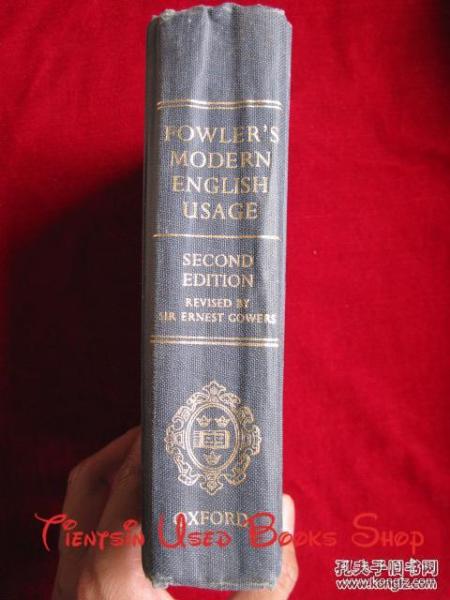 FOWLER'S
MODERN
ENGLISH
USAGE
SECOND
EDITION
REVISED BY
SIR ERNEST GOWERS
OXFORD
Tientsin Used Books Shop
孔夫子旧书网
www.kongfz.com